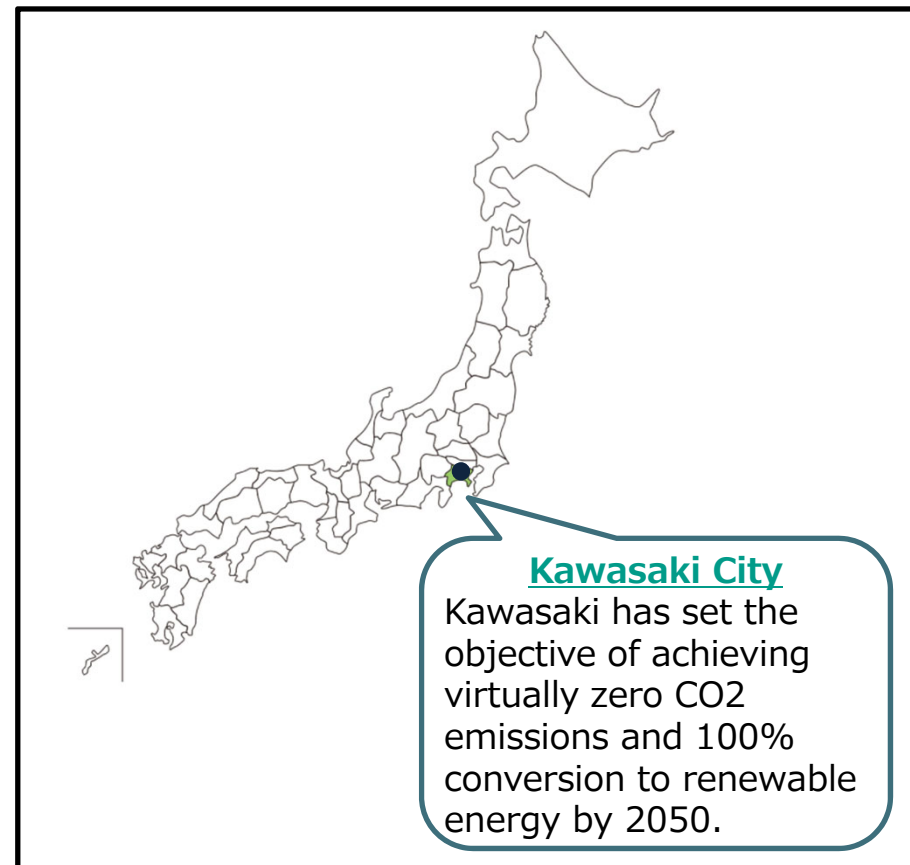 Kawasaki City
Kawasaki has set the
objective of achieving
virtually zero CO2
emissions and 100%
conversion to renewable
energy by 2050.